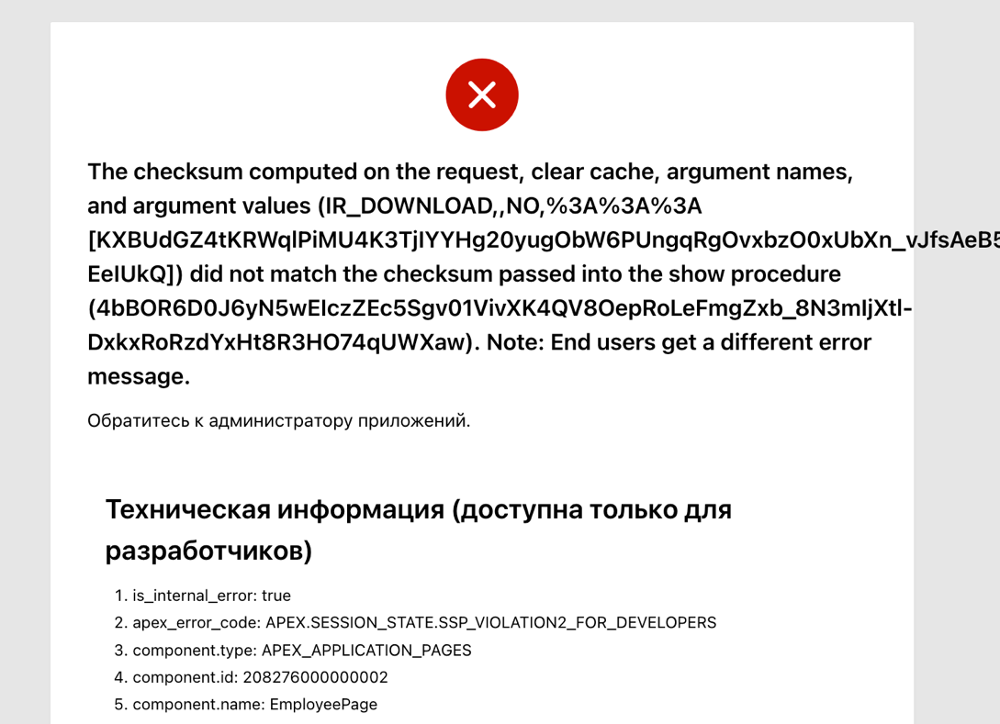 The checksum computed on the request, clear cache, argument names,
and argument values (IR_DOWNLOAD,,NO,%3A%3A%3A
[KXBUdGZ4tKRWqlPiMU4K3TjIYYHg20yugObW6PUngqRgOvxbzO0xUbXn_vJfsAeB5
EeIUkQ]) did not match the checksum passed into the show procedure
(4bBOR6D0J6yN5wEIczZEc5Sgv01VivXK4QV8OepRoLeFmgZxb_8N3mIjXtl-
DxkxRoRzdYxHt8R3HO74qUWXaw). Note: End users get a different error
message.
Обратитесь к администратору приложений.
Техническая информация (доступна только для
разработчиков)
1. is_internal_error: true
2. apex_error_code: APEX.SESSION_STATE.SSP_VIOLATION2_FOR_DEVELOPERS
3. component.type: APEX_APPLICATION_PAGES
4. component.id: 208276000000002
5. component.name: EmployeePage